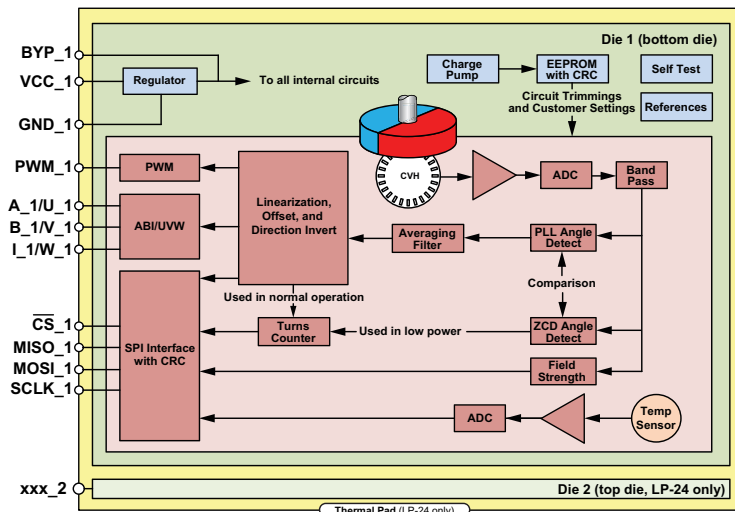 Die 1 (bottom die)
BYP_1
VCC_1
GND_1
Regulator
To all internal circuits
Charge
Pump
EEPROM
with CRC
Self Test
References
Circuit Trimmings
and Customer Settings
PWM_1
PWM
A_1/U_1
B_1/V_1
I_1/W_1
ABI/UVW
Linearization,
Offset, and
Direction Invert
CVH
ADC
Band
Pass
Averaging
Filter
PLL Angle
Detect
Comparison
Used in normal operation
Turns
Counter
Used in low power
ZCD Angle
Detect
CS_1
MISO_1
MOSI_1
SCLK_1
SPI Interface
with CRC
Field
Strength
ADC
Temp
Sensor
xxx_2
Die 2 (top die, LP-24 only)
Thermal Pad (LP-24 only)